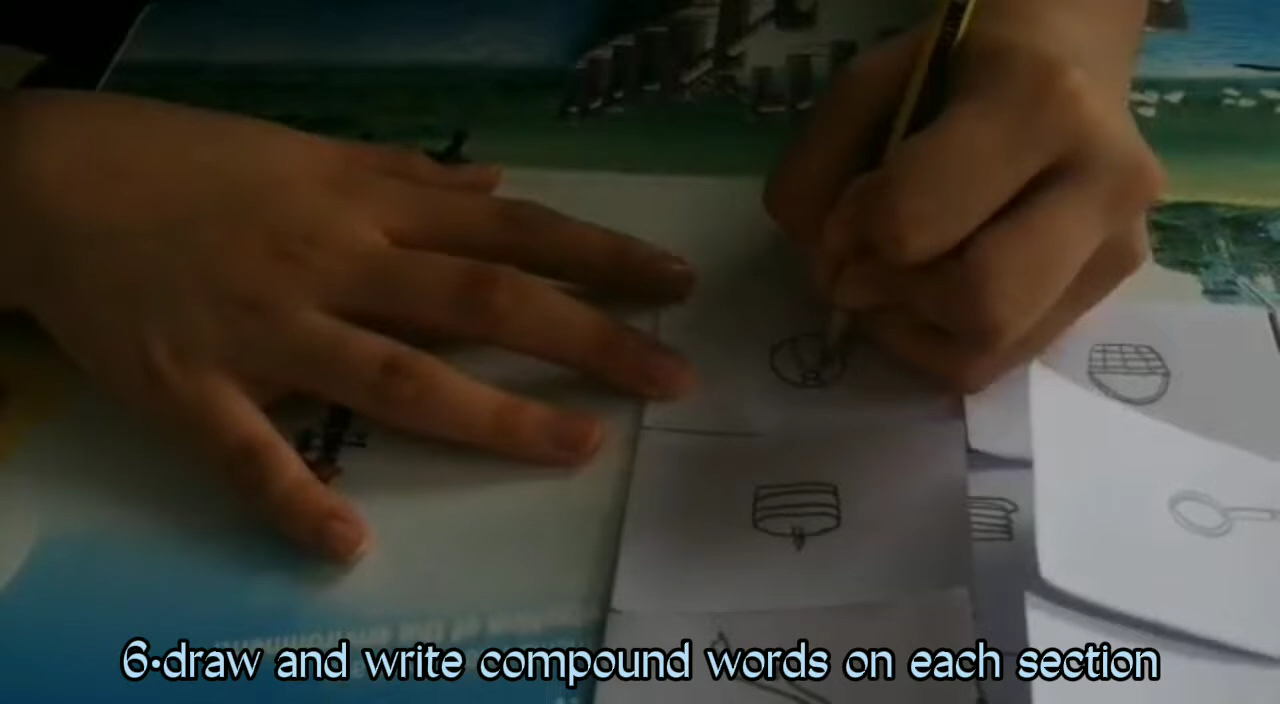 6.draw and write compound words on each section